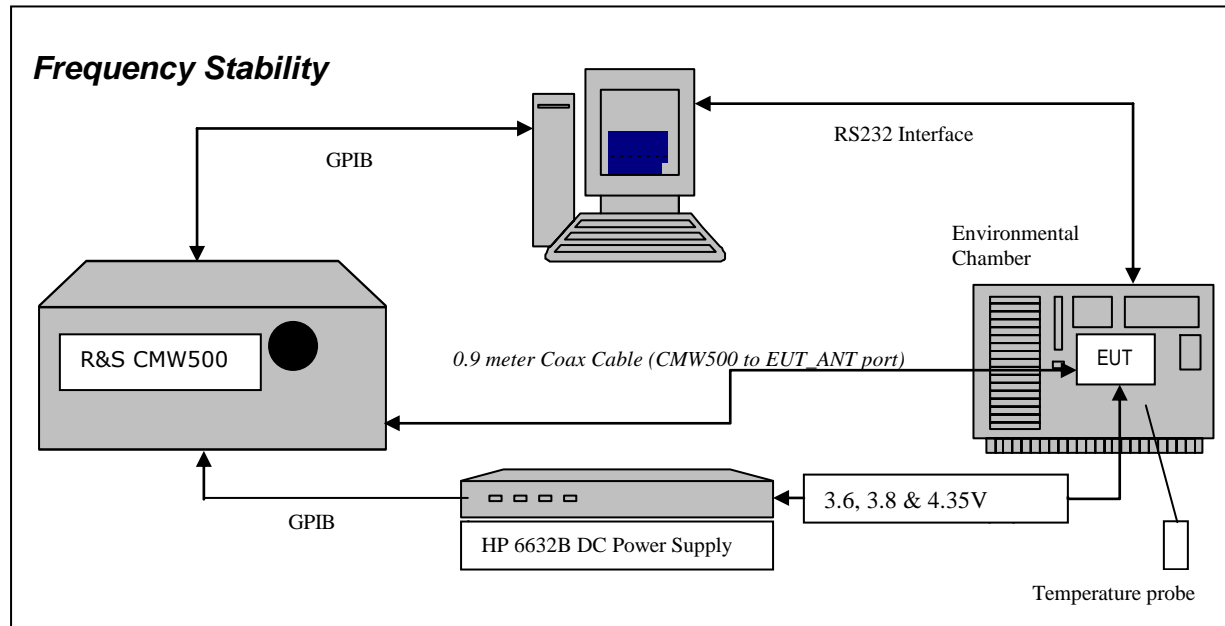 Frequency Stability
GPIB
RS232 Interface
Environmental
Chamber
R&S CMW500
0.9 meter Coax Cable (CMW500 to EUT_ANT port)
EUT
GPIB
3.6, 3.8 & 4.35V
HP 6632B DC Power Supply
Temperature probe